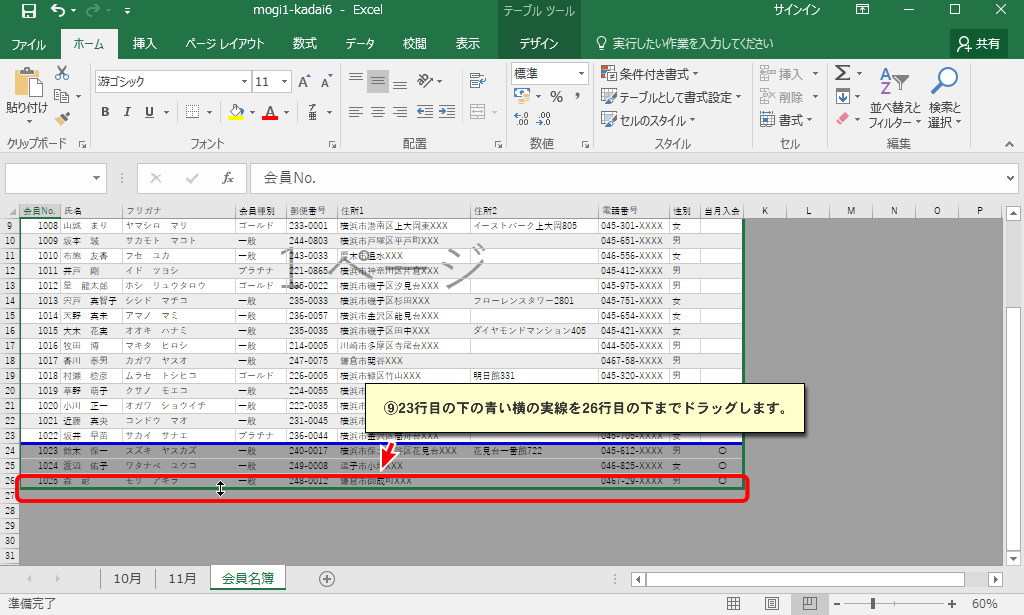 mogi1-kadai6 - Excel
テーブル ツール
サインイン
ファイル ホーム 挿入 ページ レイアウト 数式 データ 校閲 表示 デザイン 実行したい作業を入力してください 共有
貼り付け
游ゴシック 11
B I U
標準
条件付き書式
テーブルとして書式設定
セルのスタイル
挿入
削除
書式
並べ替えと フィルター
検索と 選択
クリップボード フォント 配置 数値 スタイル セル 編集
fx 会員No.
会員No. 氏名 フリガナ 会員種別 郵便番号 住所1 住所2 電話番号 性別 当月入会 K L M N O P
9 1008 山城 まり ヤマシロ マリ ゴールド 233-0001 横浜市港南区上大岡東XXX イーストパーク上大岡805 045-301-XXXX 女
10 1009 坂本 誠 サカモト マコト 一般 244-0803 横浜市戸塚区平戸町XXX 045-651-XXXX 男
11 1010 布施 友香 フセ ユカ 一般 243-0033 厚木市温水XXX 046-556-XXXX 女
12 1011 井戸 剛 イド ツヨシ プラチナ 221-0865 横浜市神奈川区片倉XXX 045-412-XXXX 男
13 1012 星 龍太郎 ホシ リュウタロウ ゴールド 235-0022 横浜市磯子区汐見台XXX 045-975-XXXX 男
14 1013 宍戸 真智子 シシド マチコ 一般 235-0033 横浜市磯子区杉田XXX フローレンスタワー2801 045-751-XXXX 女
15 1014 天野 真未 アマノ マミ 一般 236-0057 横浜市金沢区能見台XXX 045-654-XXXX 女
16 1015 大木 花実 オオキ ハナミ 一般 235-0035 横浜市磯子区田中XXX ダイヤモンドマンション405 045-421-XXXX 女
17 1016 牧田 博 マキタ ヒロシ 一般 214-0005 川崎市多摩区寺尾台XXX 044-505-XXXX 男
18 1017 香川 泰男 カガワ ヤスオ 一般 247-0075 鎌倉市関谷XXX 0467-58-XXXX 男
19 1018 村瀬 稔彦 ムラセ トシヒコ ゴールド 226-0005 横浜市緑区竹山XXX 明日館331 045-320-XXXX 男
20 1019 草野 萌子 クサノ モエコ 一般 224-0055
21 1020 小川 正一 オガワ ショウイチ 一般 222-0035
22 1021 近藤 真央 コンドウ マオ 一般 231-0045
23 1022 坂井 早苗 サカイ サナエ プラチナ 236-0044 045-705-XXXX 女
24 1023 鈴木 保一 スズキ ヤスカズ 一般 240-0017 花見台一番館722 045-612-XXXX 男 ○
25 1024 渡辺 佑子 ワタナベ ユウコ 一般 249-0008 046-825-XXXX 女 ○
26 1025 森 彰 モリ アキラ 一般 248-0012 鎌倉市御成町XXX 0467-29-XXXX 男 ○
27
28
29
30
31
1 ページ
⑨23行目の下の青い横の実線を26行目の下までドラッグします。
10月 11月 会員名簿
準備完了
60%